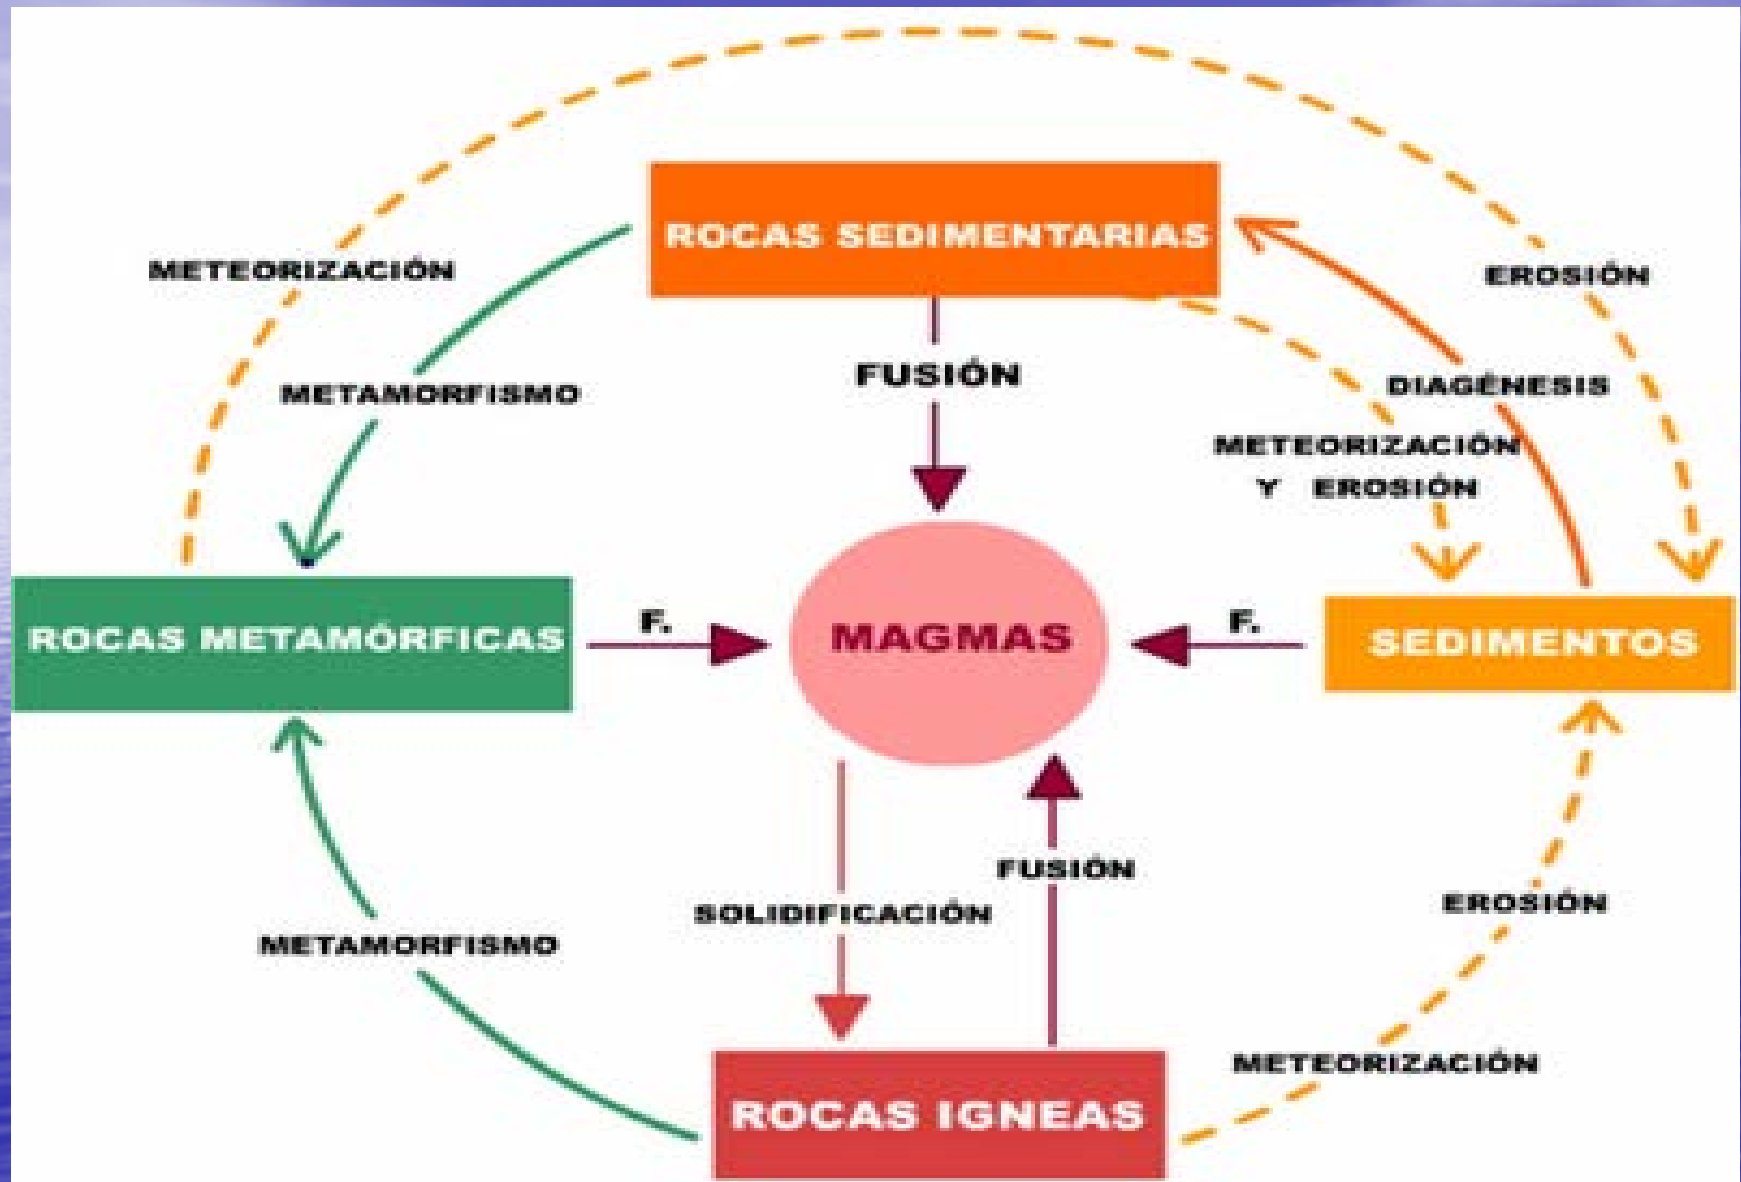 ROCAS SEDIMENTARIAS
METEORIZACIÓN
EROSIÓN
FUSIÓN
METAMORFISMO
DIAGÉNESIS
METEORIZACIÓN
Y EROSIÓN
ROCAS METAMÓRFICAS
F.
MAGMAS
F.
SEDIMENTOS
FUSIÓN
SOLIDIFICACIÓN
EROSIÓN
METAMORFISMO
METEORIZACIÓN
ROCAS IGNEAS